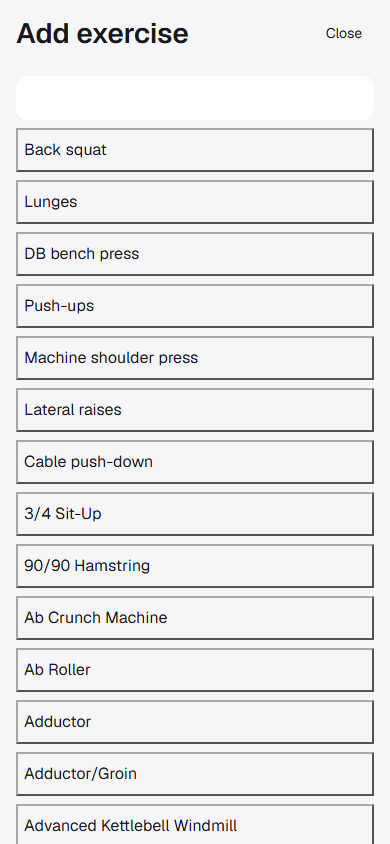 Add exercise
Close
Back squat
Lunges
DB bench press
Push-ups
Machine shoulder press
Lateral raises
Cable push-down
3/4 Sit-Up
90/90 Hamstring
Ab Crunch Machine
Ab Roller
Adductor
Adductor/Groin
Advanced Kettlebell Windmill